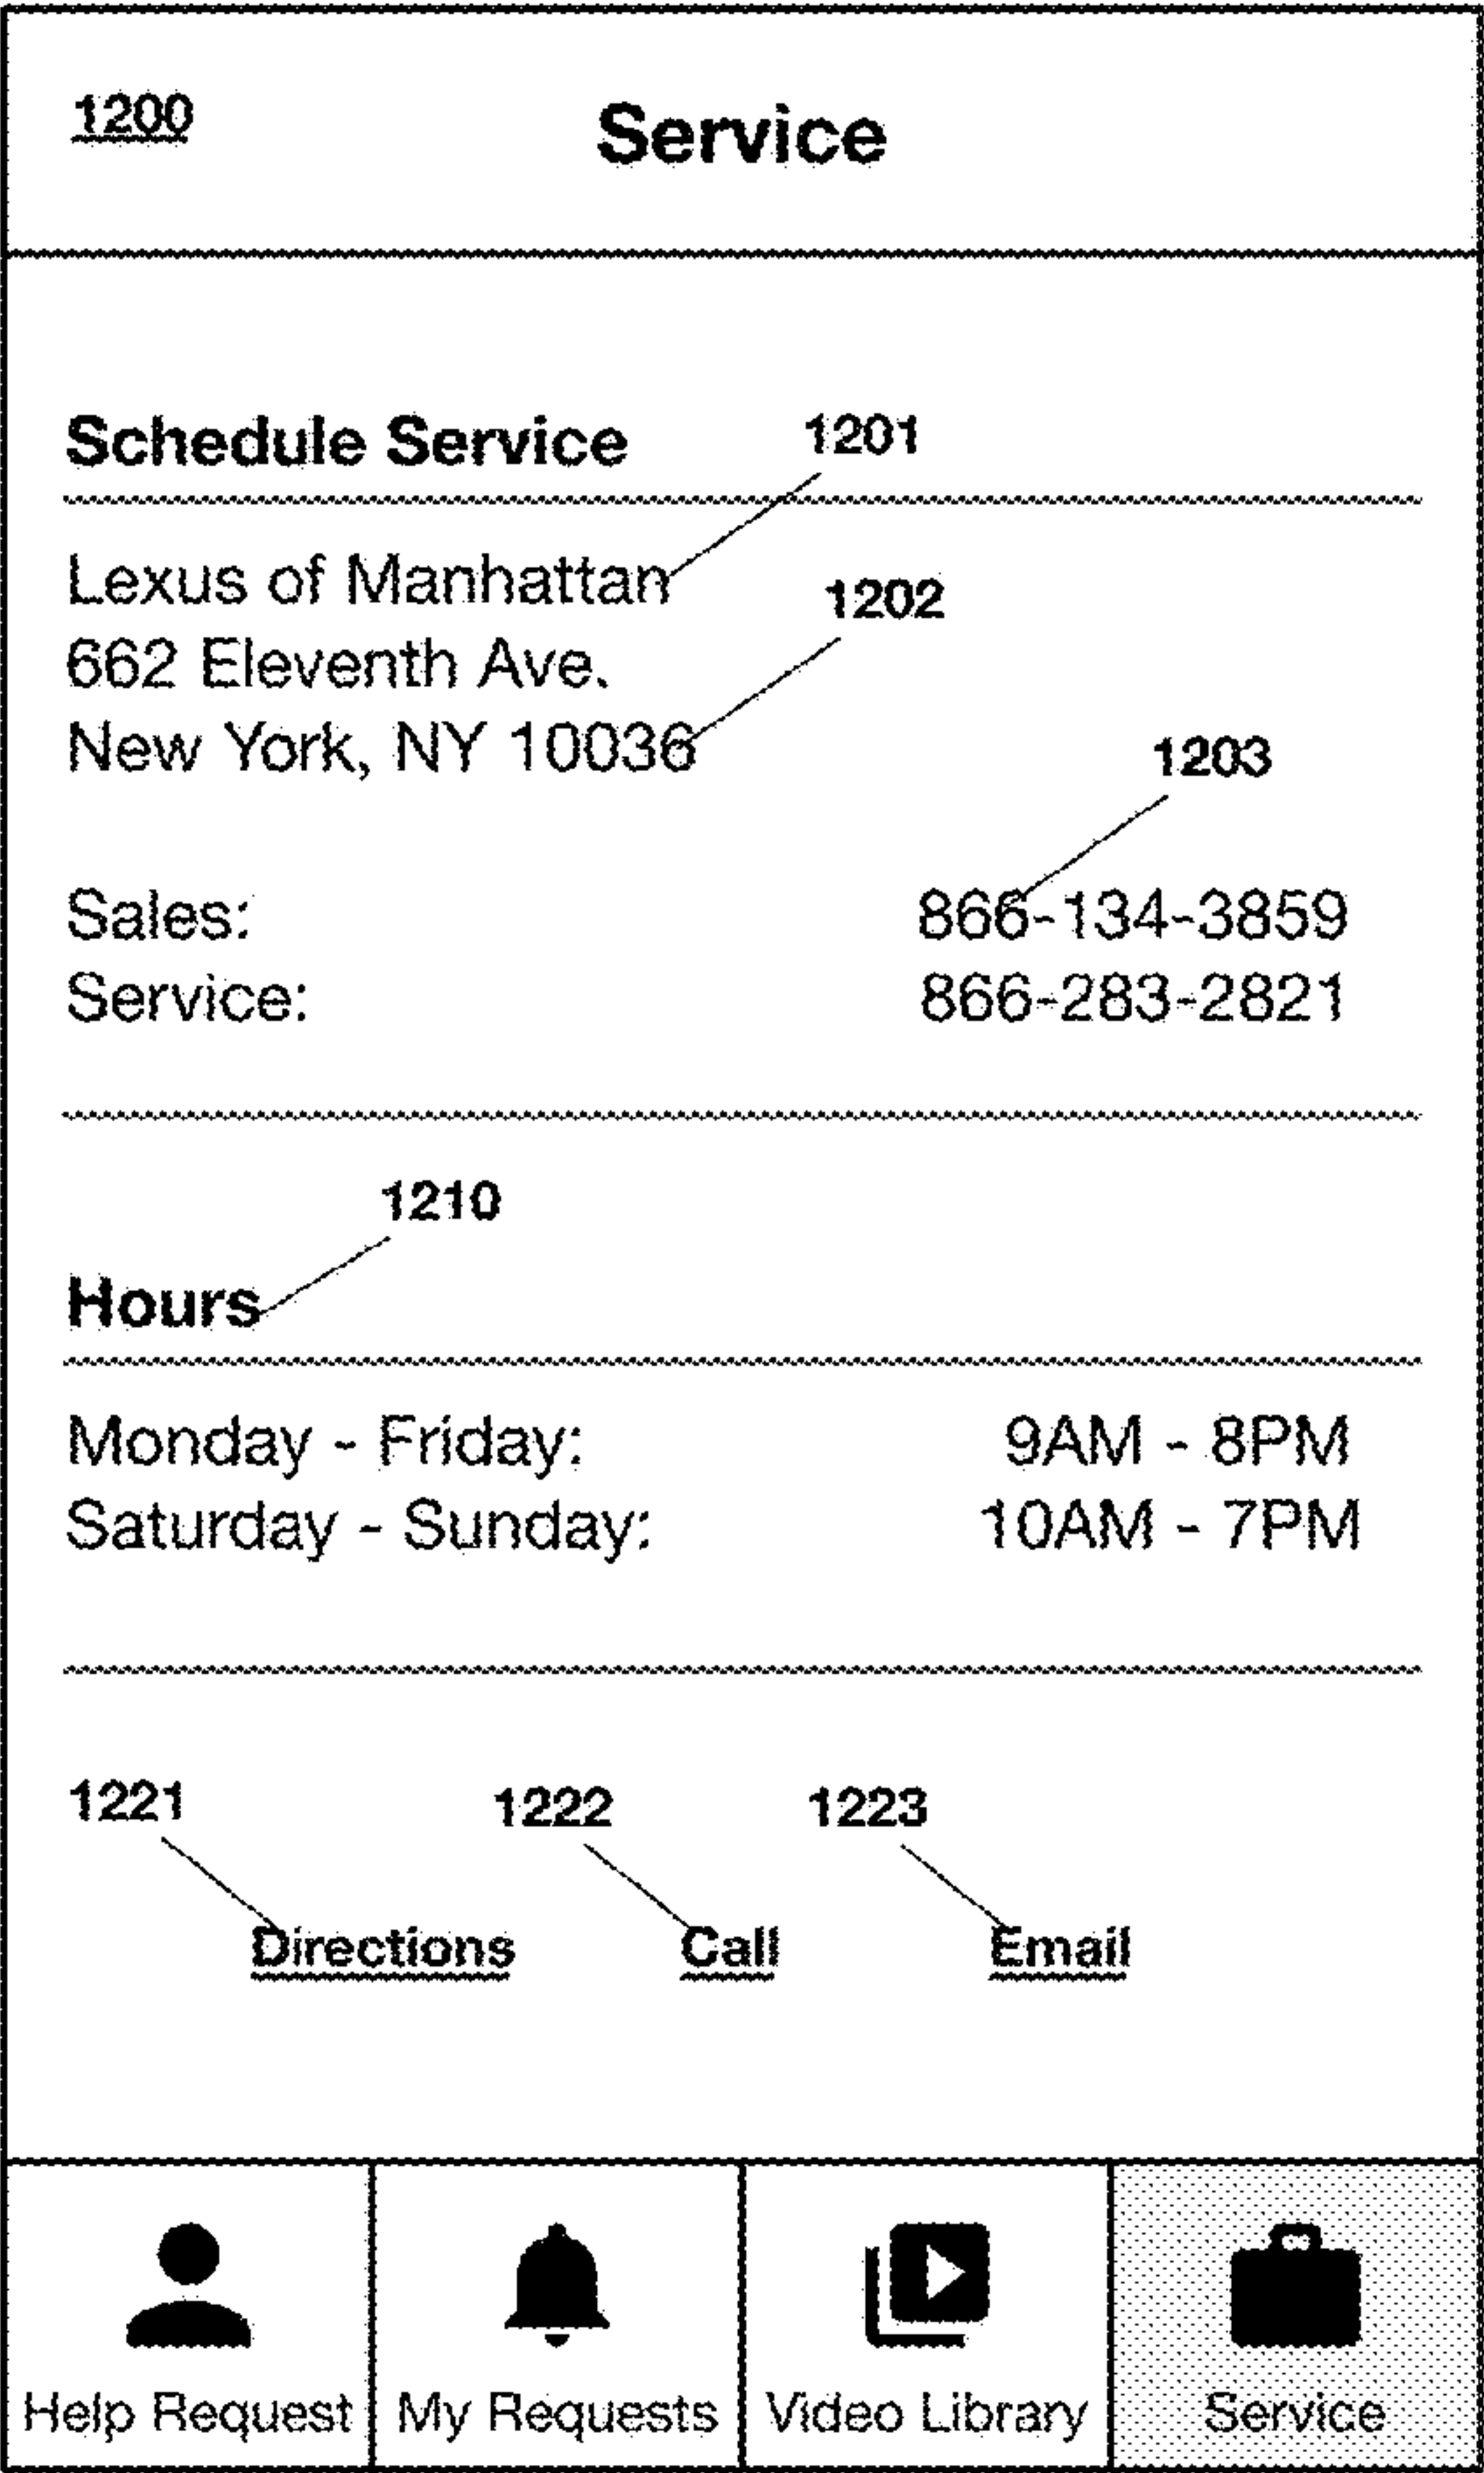 1200
Service
Schedule Service 1201
Lexus of Manhattan
1202
662 Eleventh Ave.
New York, NY 10036
1203
Sales: 866-134-3859
Service: 866-283-2821
1210
Hours
Monday - Friday: 9AM - 8PM
Saturday - Sunday: 10AM - 7PM
1221 1222 1223
Directions Call Email
Help Request My Requests Video Library Service